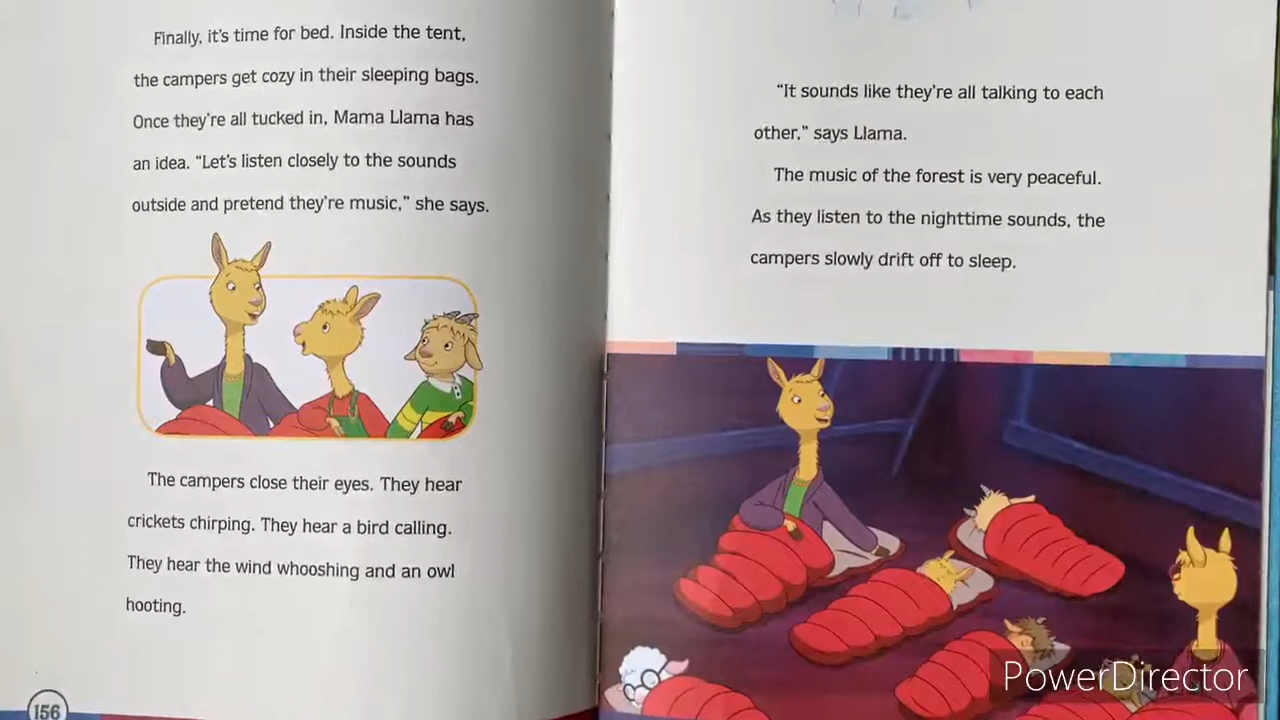 Finally, it's time for bed. Inside the tent,
the campers get cozy in their sleeping bags.
Once they're all tucked in, Mama Llama has
an idea. “Let's listen closely to the sounds
outside and pretend they're music,” she says.
The campers close their eyes. They hear
crickets chirping. They hear a bird calling.
They hear the wind whooshing and an owl
hooting.
156
“It sounds like they're all talking to each
other,” says Llama.
The music of the forest is very peaceful.
As they listen to the nighttime sounds, the
campers slowly drift off to sleep.
PowerDirector